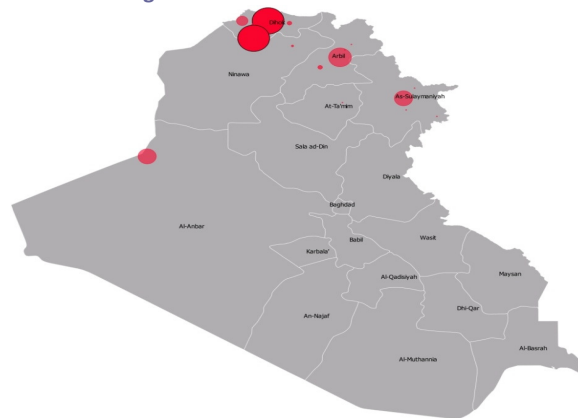 Dihok
Ninawa
Arbil
As-Sulaymaniyah
At-Ta'mim
Sala ad-Din
Diyala
Baghdad
Al-Anbar
Babil
Wasit
Karbala'
Al-Qadisiyah
Maysan
An-Najaf
Dhi-Qar
Al-Basrah
Al-Muthannia